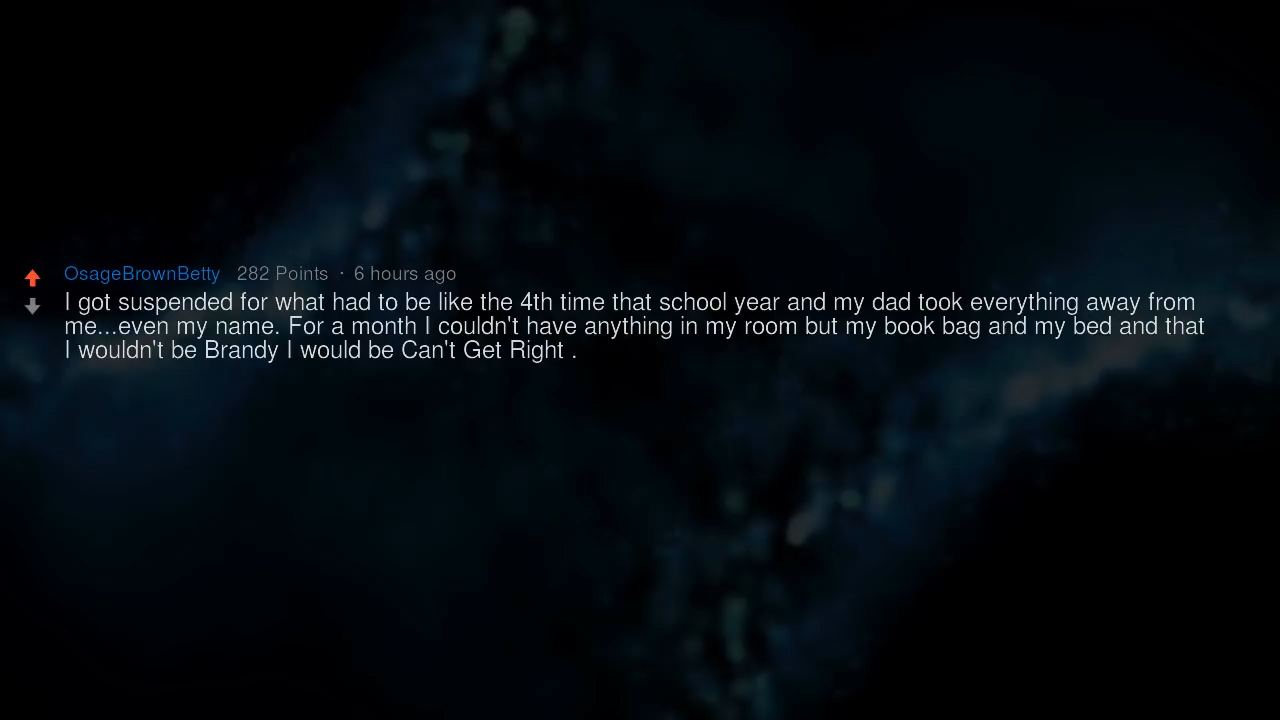 OsageBrownBetty 282 Points · 6 hours ago
I got suspended for what had to be like the 4th time that school year and my dad took everything away from
me...even my name. For a month I couldn't have anything in my room but my book bag and my bed and that
I wouldn't be Brandy I would be Can't Get Right .